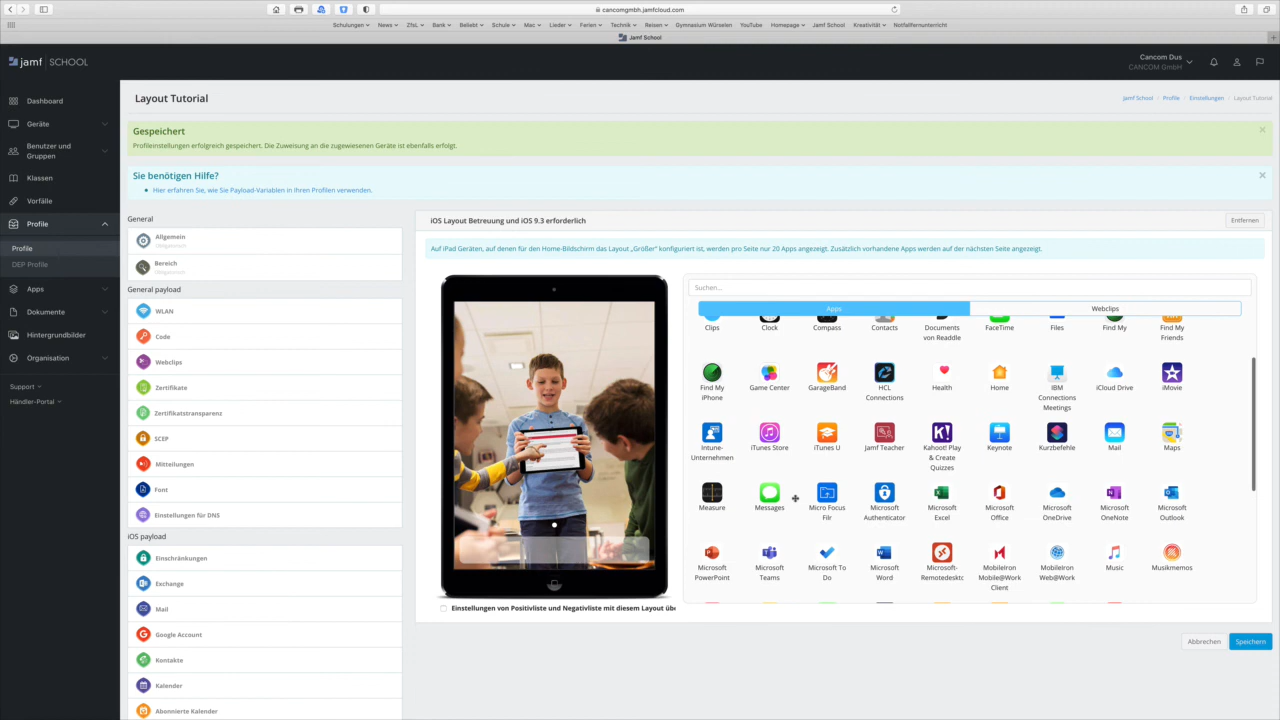 cancomgmbh.jamfcloud.com
Schulungen News ZfsL Bank Beliebt Schule Mac Lieder Ferien Technik Reisen Gymnasium Würselen YouTube Homepage Jamf School Kreativität Notfallfernunterricht
Jamf School
jamf | SCHOOL
Cancom Dus
CANCOM GmbH
Dashboard
Geräte
Benutzer und
Gruppen
Klassen
Vorfälle
Profile
Profile
DEP Profile
Apps
Dokumente
Hintergrundbilder
Organisation
Support
Händler-Portal
Layout Tutorial
Jamf School / Profile / Einstellungen / Layout Tutorial
Gespeichert
Profileinstellungen erfolgreich gespeichert. Die Zuweisung an die zugewiesenen Geräte ist ebenfalls erfolgt.
Sie benötigen Hilfe?
Hier erfahren Sie, wie Sie Payload-Variablen in Ihren Profilen verwenden.
General
Allgemein
Obligatorisch
Bereich
Obligatorisch
General payload
WLAN
Code
Webclips
Zertifikate
Zertifikatstransparenz
SCEP
Mitteilungen
Font
Einstellungen für DNS
iOS payload
Einschränkungen
Exchange
Mail
Google Account
Kontakte
Kalender
Abonnierte Kalender
iOS Layout Betreuung und iOS 9.3 erforderlich
Entfernen
Auf iPad Geräten, auf denen für den Home-Bildschirm das Layout „Größer“ konfiguriert ist, werden pro Seite nur 20 Apps angezeigt. Zusätzlich vorhandene Apps werden auf der nächsten Seite angezeigt.
Einstellungen von Positivliste und Negativliste mit diesem Layout übe
Suchen...
Apps Webclips
Clips Clock Compass Contacts Documents FaceTime Files Find My Find My
von Readdle Friends
Find My Game Center GarageBand HCL Health Home IBM iCloud Drive iMovie
iPhone Connections Connections
Meetings
Intune- iTunes Store iTunes U Jamf Teacher Kahoot! Play Keynote Kurzbefehle Mail Maps
Unternehmen & Create
Quizzes
Measure Messages Micro Focus Microsoft Microsoft Microsoft Microsoft Microsoft Microsoft
Filr Authenticator Excel Office OneDrive OneNote Outlook
Microsoft Microsoft Microsoft To Microsoft Microsoft- MobileIron MobileIron Music Musikmemos
PowerPoint Teams Do Word Remotedeskto Mobile@Work Web@Work
Client
Abbrechen Speichern